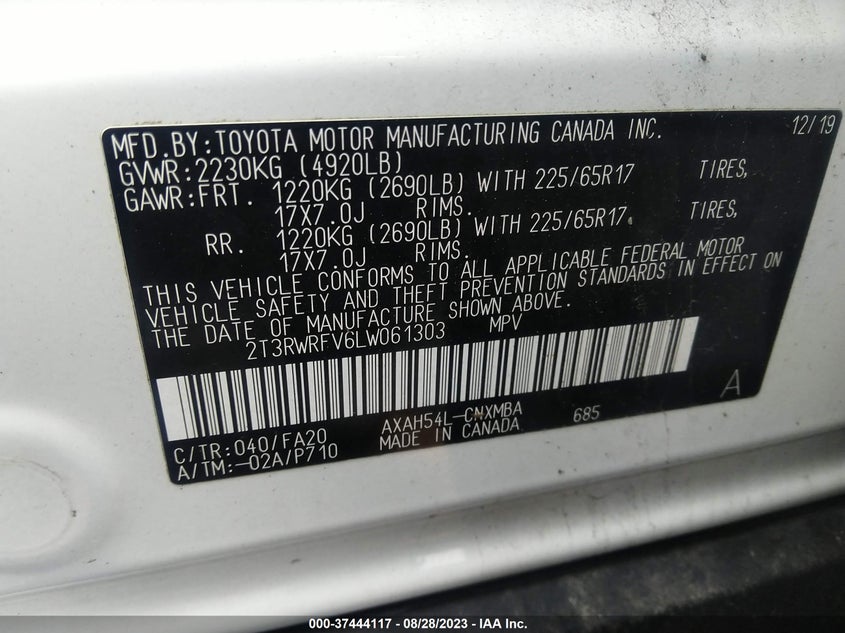 MFD.BY:TOYOTA MOTOR MANUFACTURING CANADA INC. 12/19
GVWR:2230KG (4920LB)
GAWR:FRT. 1220KG (2690LB) WITH 225/65R17 TIRES,
17X7.0J RIMS.
RR. 1220KG (2690LB) WITH 225/65R17 TIRES,
17X7.0J RIMS.
THIS VEHICLE CONFORMS TO ALL APPLICABLE FEDERAL MOTOR
VEHICLE SAFETY AND THEFT PREVENTION STANDARDS IN EFFECT ON
THE DATE OF MANUFACTURE SHOWN ABOVE.
2T3RWRFV6LW061303 MPV
A
C/TR:040/FA20 AXAH54L-CNXMBA 685
A/TM:-02A/P710 MADE IN CANADA
000-37444117 - 08/28/2023 - IAA Inc.